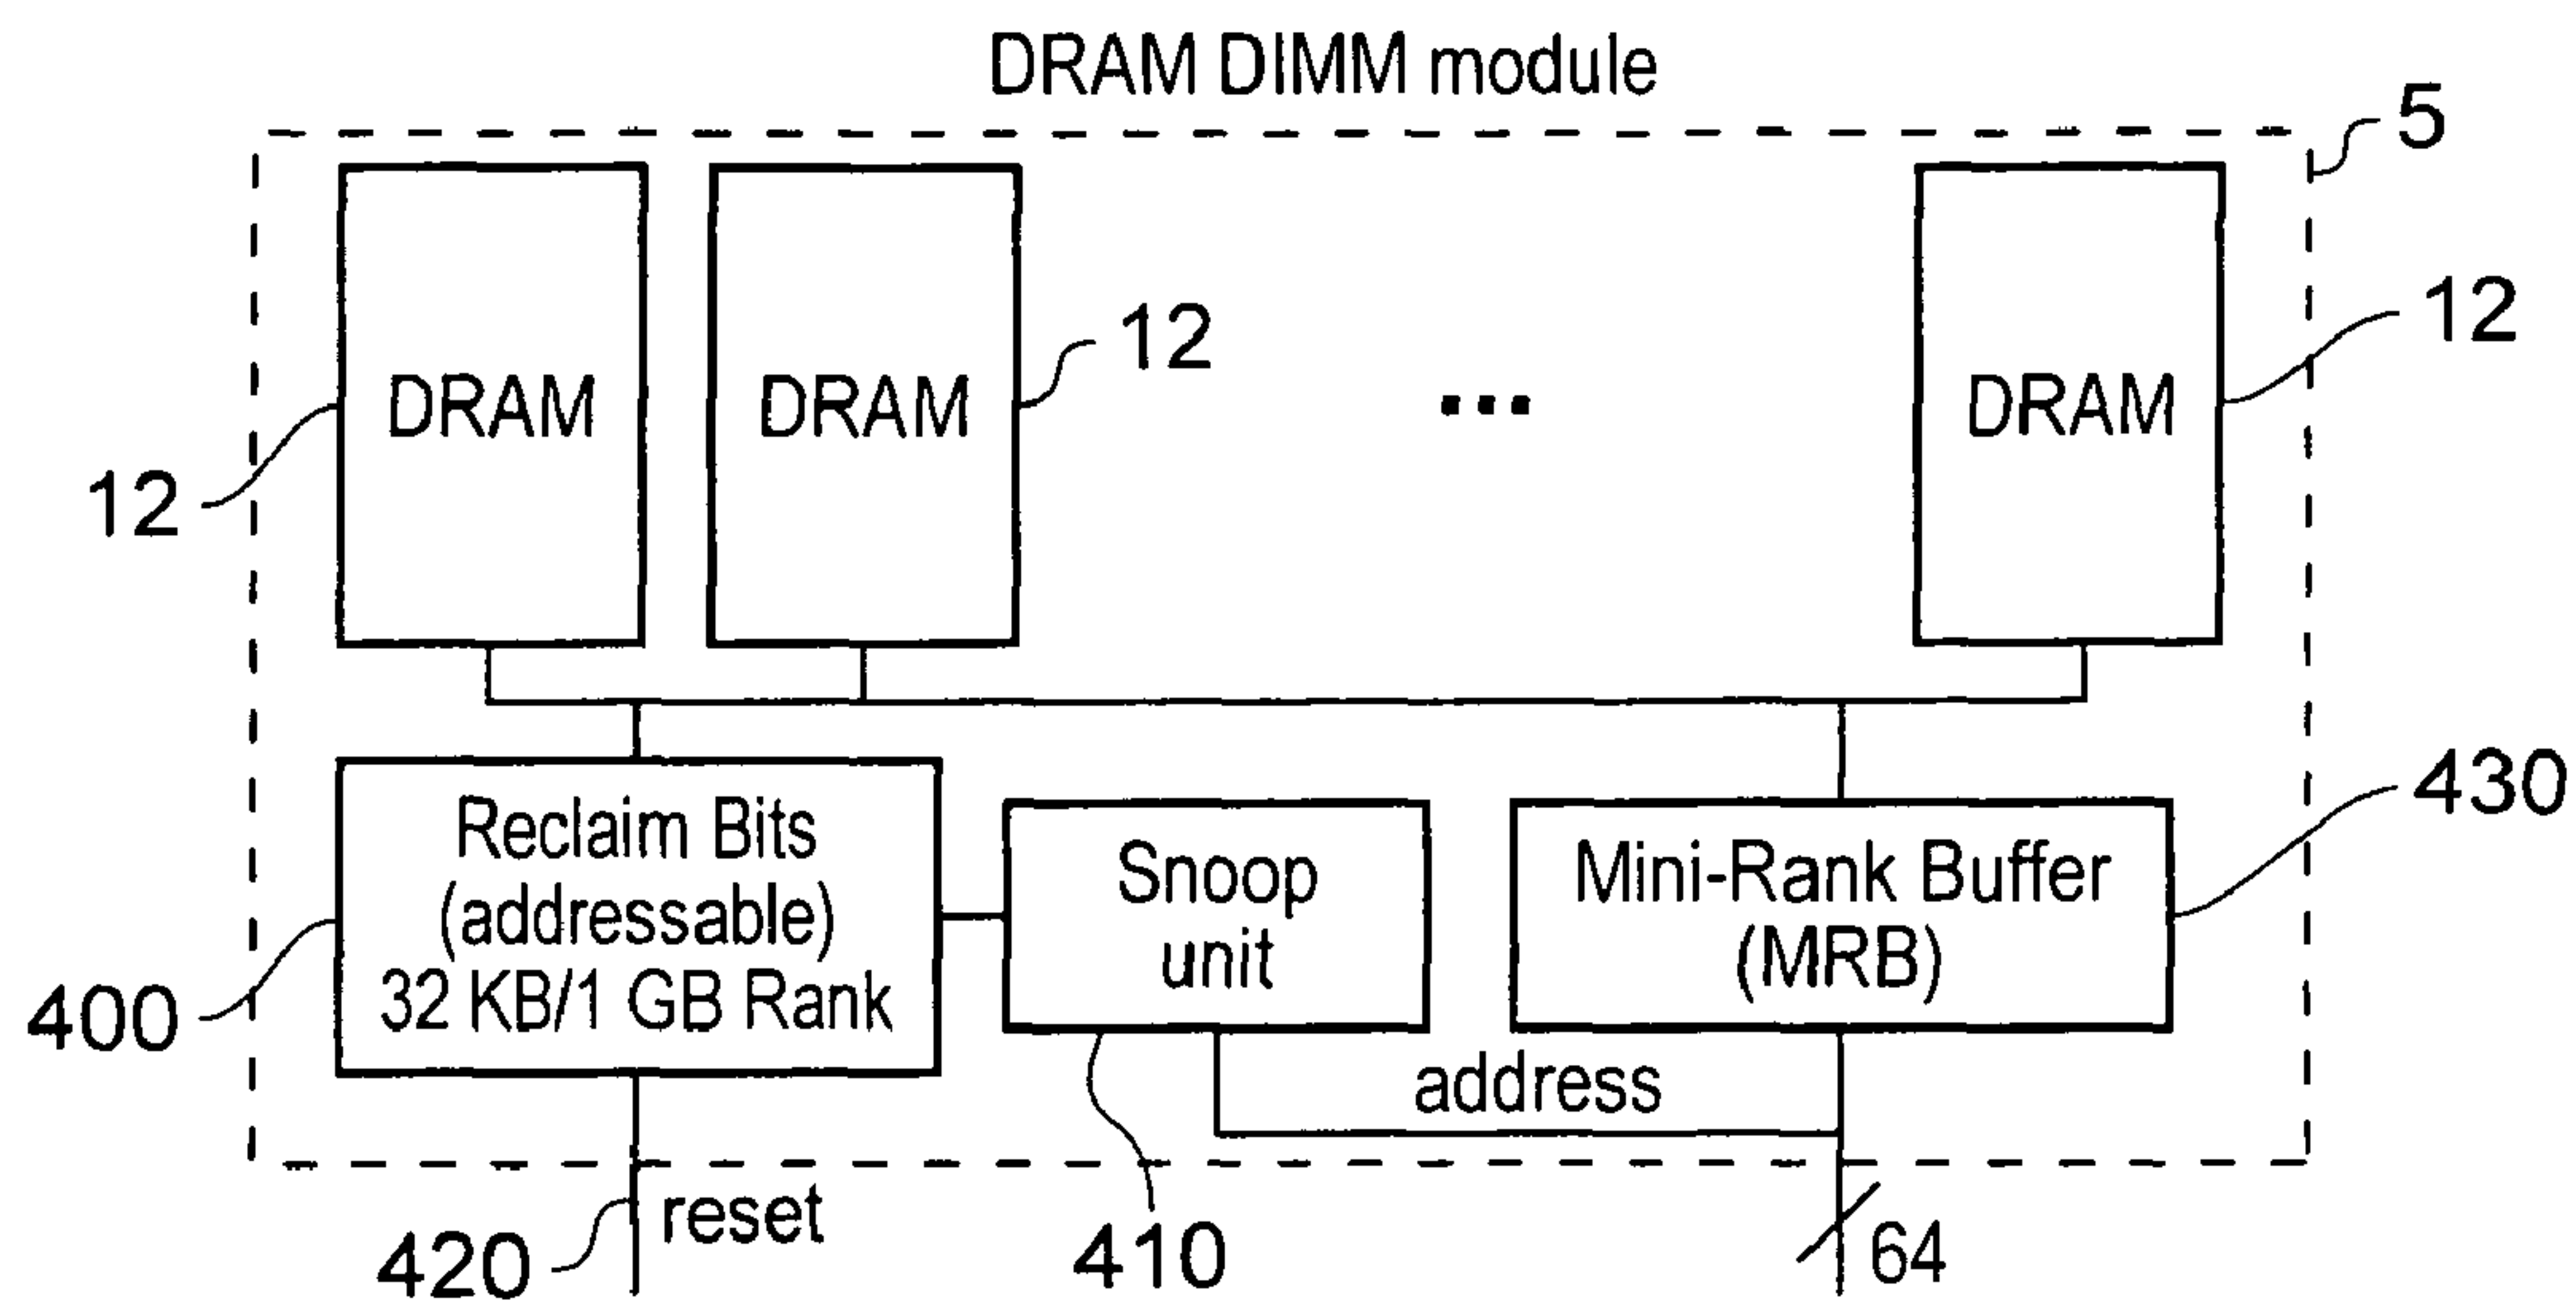 DRAM DIMM module
5
DRAM
DRAM
...
DRAM
12
12
12
Reclaim Bits
(addressable)
32 KB/1 GB Rank
Snoop
unit
Mini-Rank Buffer
(MRB)
430
400
address
reset
420
410
64